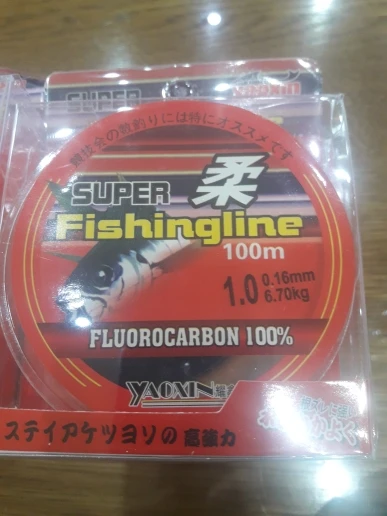 SUPER
競技会の数釣りには特にオススメです
SUPER 柔
Fishingline
100m
1.0 0.16mm
6.70kg
FLUOROCARBON 100%
YAOXIN
ステイアケツヨリの高強力